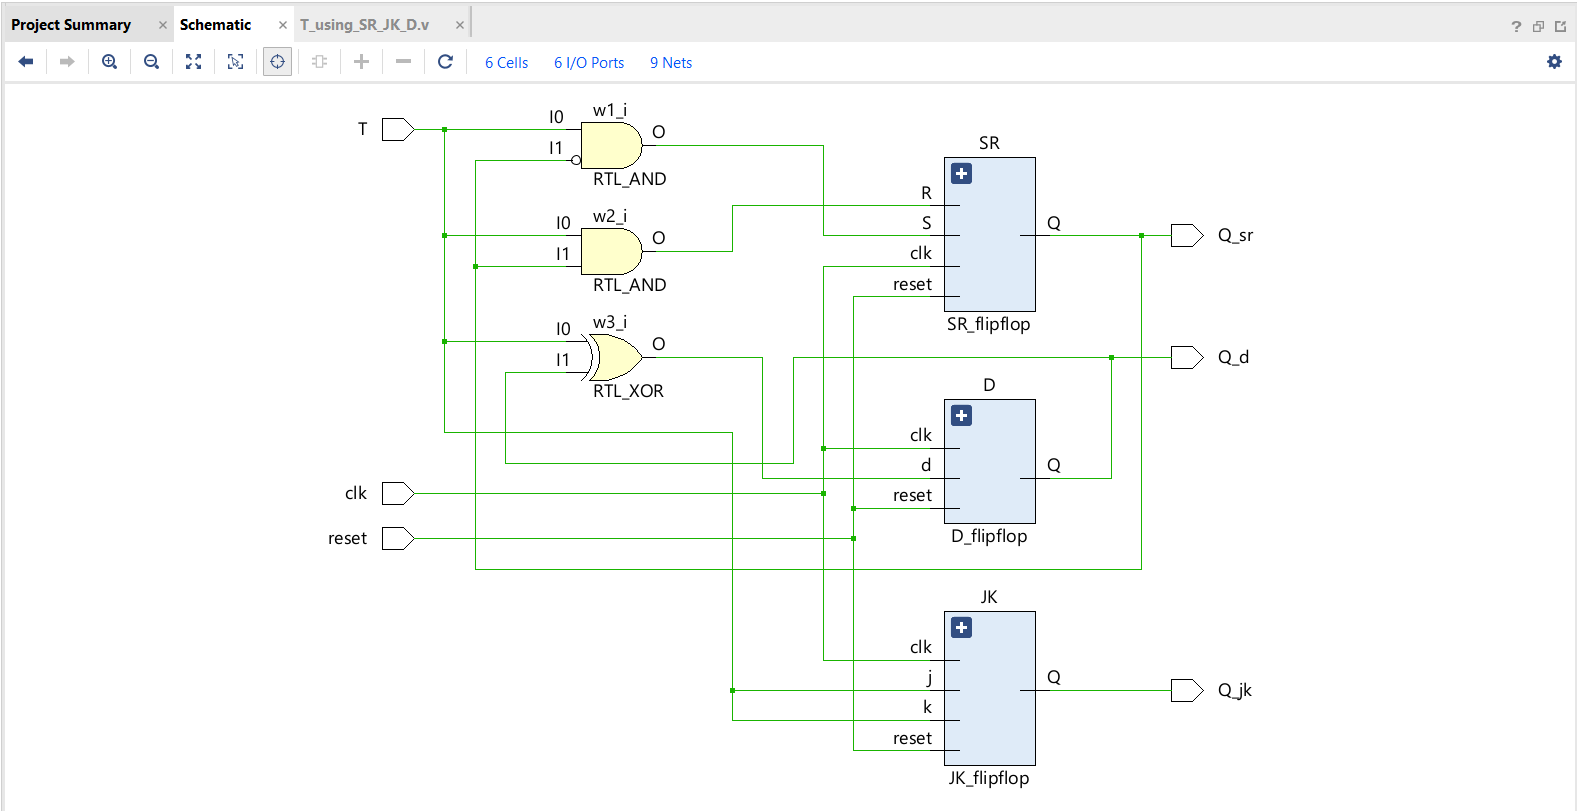 Project Summary × Schematic × T_using_SR_JK_D.v ×
? 
6 Cells 6 I/O Ports 9 Nets
T
I0 w1_i O
I1
RTL_AND
I0 w2_i O
I1
RTL_AND
I0 w3_i O
I1
RTL_XOR
clk
reset
SR
R
S
clk
reset
Q
SR_flipflop
Q_sr
Q_d
D
clk
d
reset
Q
D_flipflop
JK
clk
j
k
reset
Q
JK_flipflop
Q_jk